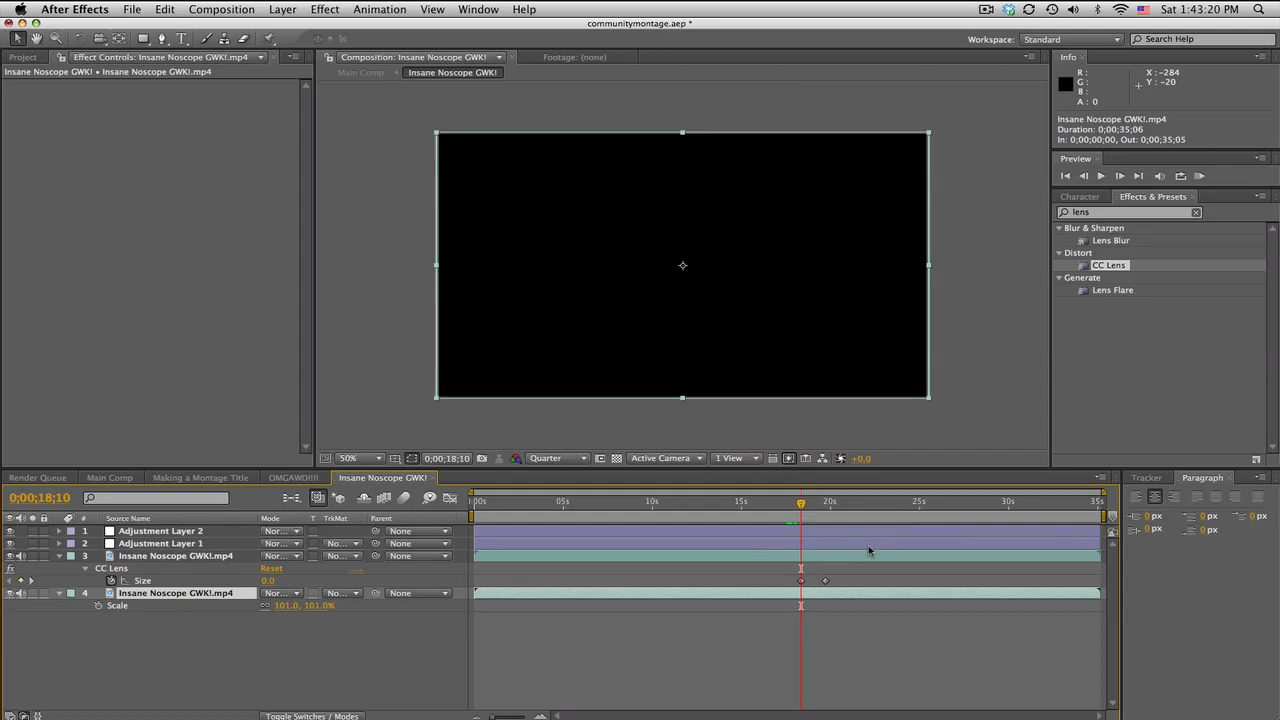 After Effects File Edit Composition Layer Effect Animation View Window Help Sat 1:43:20 PM
communitymontage.aep *
Workspace: Standard Search Help
Project Effect Controls: Insane Noscope GWK!.mp4 Composition: Insane Noscope GWK! Footage: (none) Info
Insane Noscope GWK! • Insane Noscope GWK!.mp4 Main Comp Insane Noscope GWK!
R : X : -284
G : Y : -20
B :
A : 0
Insane Noscope GWK!.mp4
Duration: 0;00;35;06
In: 0;00;00;00, Out: 0;00;35;05
Preview
Character Effects & Presets
lens
Blur & Sharpen
Lens Blur
Distort
CC Lens
Generate
Lens Flare
50% 0;00;18;10 Quarter Active Camera 1 View +0.0
Render Queue Main Comp Making a Montage Title OMGAWD!!!! Insane Noscope GWK! Tracker Paragraph
0;00;18;10 :00s 05s 10s 15s 20s 25s 30s 35s
# Source Name Mode T TrkMat Parent
1 Adjustment Layer 2 Nor... None
2 Adjustment Layer 1 Nor... No... None
3 Insane Noscope GWK!.mp4 Nor... No... None
CC Lens Reset .....
Size 0.0
4 Insane Noscope GWK!.mp4 Nor... No... None
Scale 101.0, 101.0%
0 px 0 px 0 px
0 px 0 px
Toggle Switches / Modes